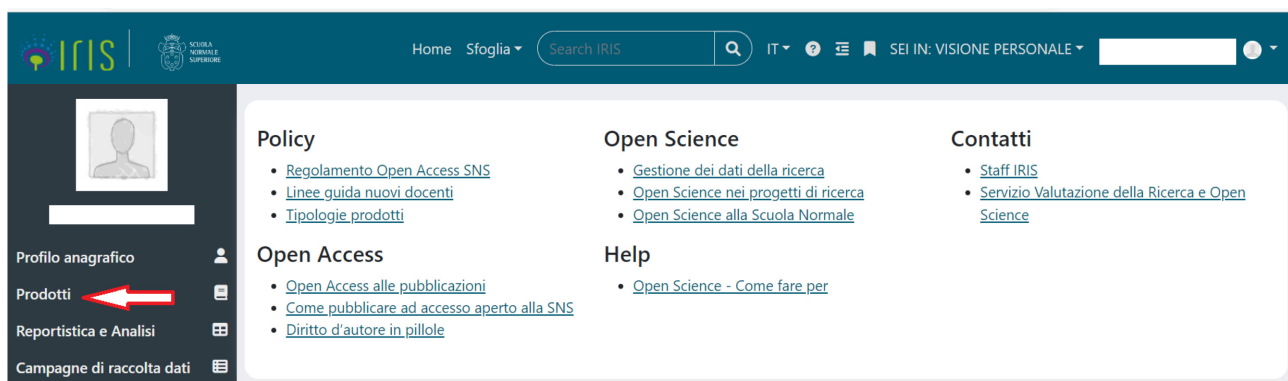 IRIS
SCUOLA
NORMALE
SUPERIORE
Home Sfoglia Search IRIS IT SEI IN: VISIONE PERSONALE
Profilo anagrafico
Prodotti
Reportistica e Analisi
Campagne di raccolta dati
Policy
Regolamento Open Access SNS
Linee guida nuovi docenti
Tipologie prodotti
Open Science
Gestione dei dati della ricerca
Open Science nei progetti di ricerca
Open Science alla Scuola Normale
Contatti
Staff IRIS
Servizio Valutazione della Ricerca e Open
Science
Open Access
Open Access alle pubblicazioni
Come pubblicare ad accesso aperto alla SNS
Diritto d'autore in pillole
Help
Open Science - Come fare per